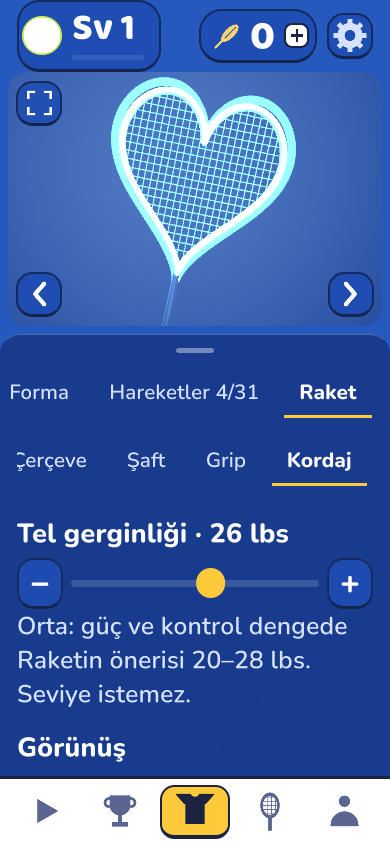 Sv 1
0
Forma
Hareketler 4/31
Raket
Çerçeve
Şaft
Grip
Kordaj
Tel gerginliği · 26 lbs
Orta: güç ve kontrol dengede
Raketin önerisi 20–28 lbs.
Seviye istemez.
Görünüş